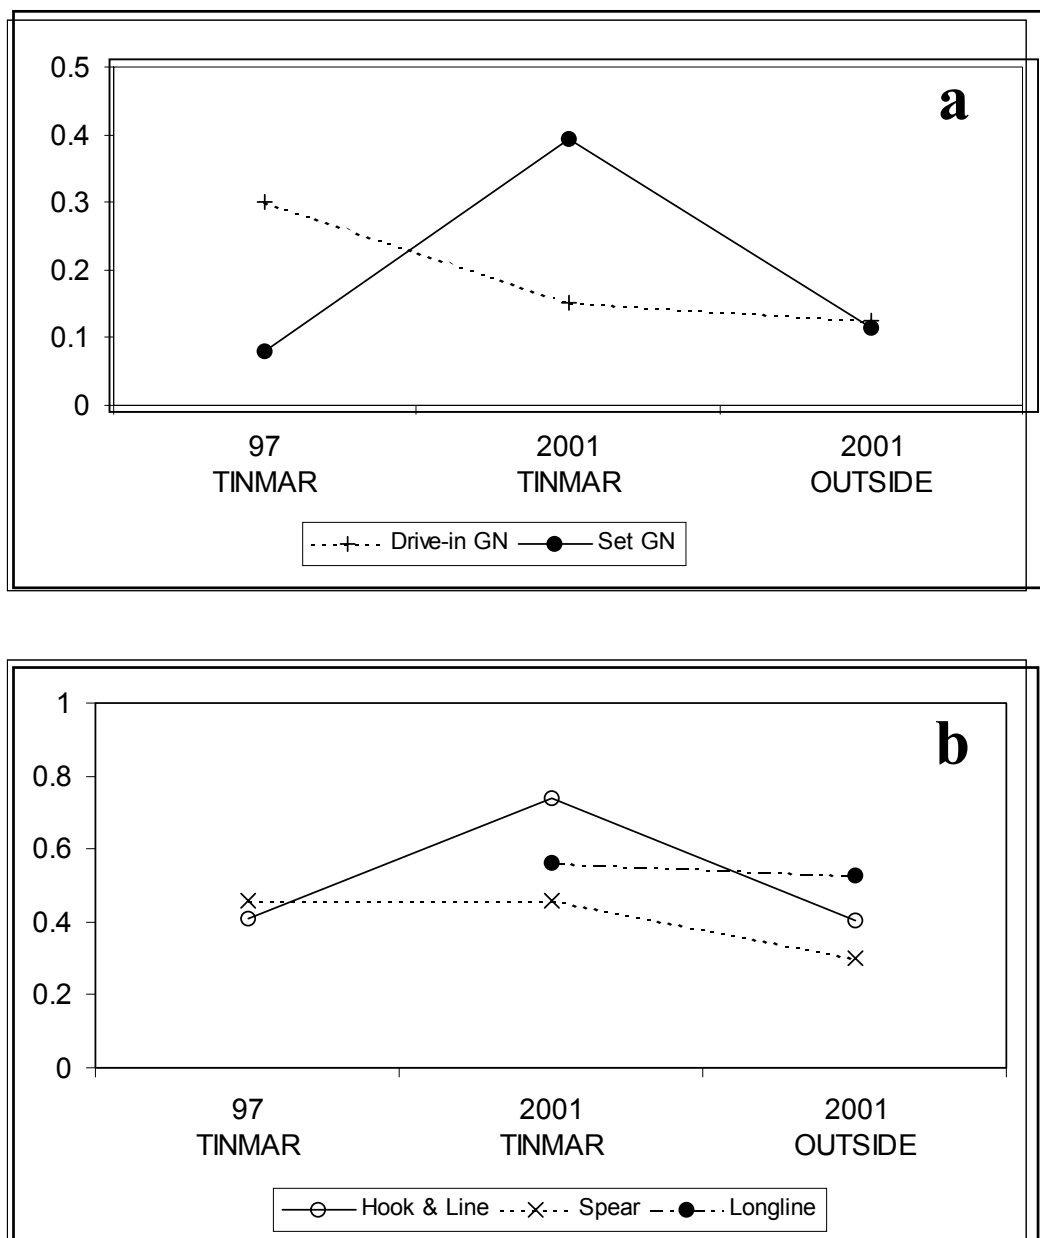 a
0.5
0.4
0.3
0.2
0.1
0
97
TINMAR
2001
TINMAR
2001
OUTSIDE
Drive-in GN Set GN
b
1
0.8
0.6
0.4
0.2
0
97
TINMAR
2001
TINMAR
2001
OUTSIDE
Hook & Line Spear Longline